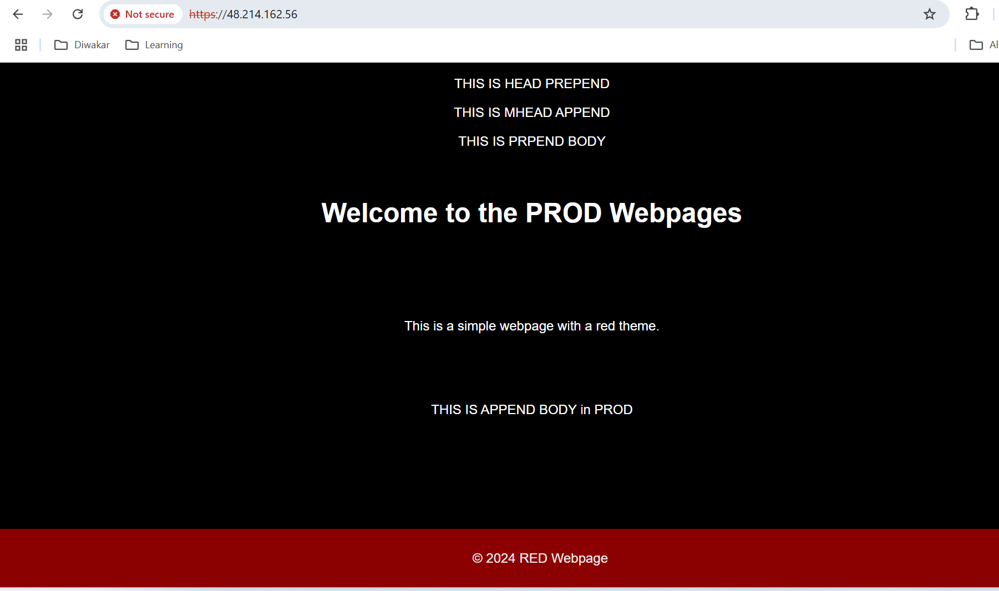 Not secure https://48.214.162.56
Diwakar Learning Al
THIS IS HEAD PREPEND
THIS IS MHEAD APPEND
THIS IS PRPEND BODY
Welcome to the PROD Webpages
This is a simple webpage with a red theme.
THIS IS APPEND BODY in PROD
© 2024 RED Webpage